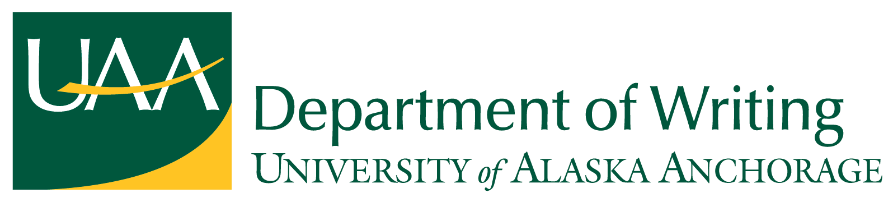 UAA
Department of Writing
UNIVERSITY of ALASKA ANCHORAGE